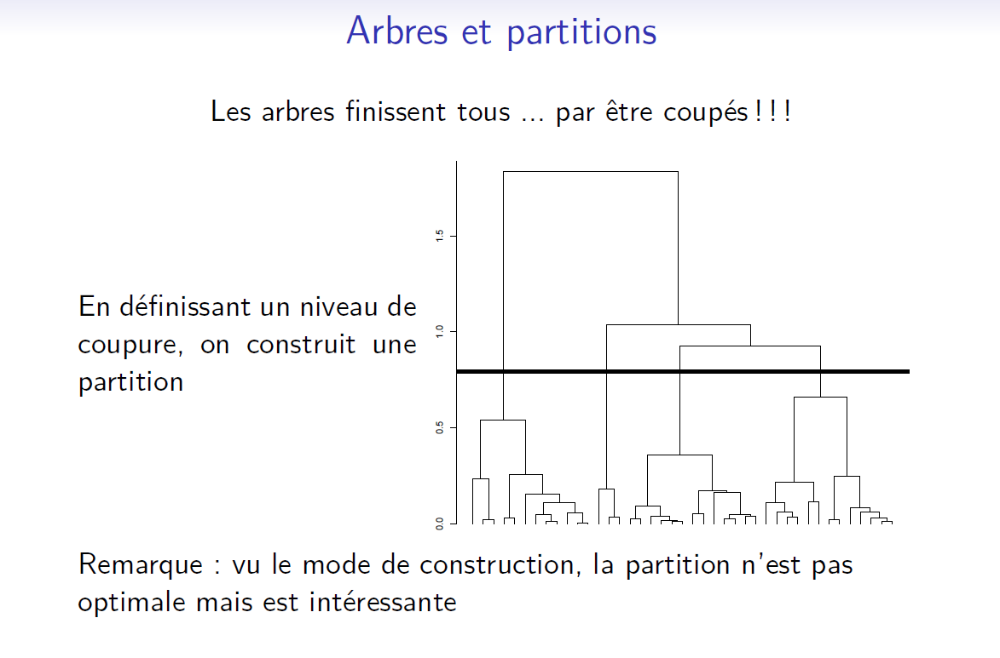 Arbres et partitions
Les arbres finissent tous ... par être coupés ! ! !
1.5
1.0
0.5
0.0
En définissant un niveau de
coupure, on construit une
partition
Remarque : vu le mode de construction, la partition n'est pas
optimale mais est intéressante